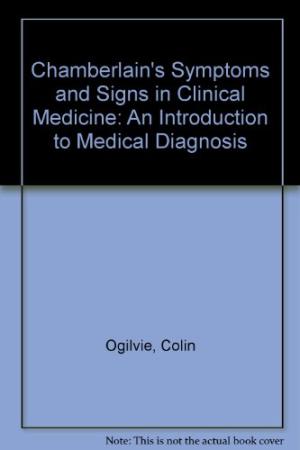 Chamberlain's Symptoms
and Signs in Clinical
Medicine: An Introduction
to Medical Diagnosis
Ogilvie, Colin
Note: This is not the actual book cover